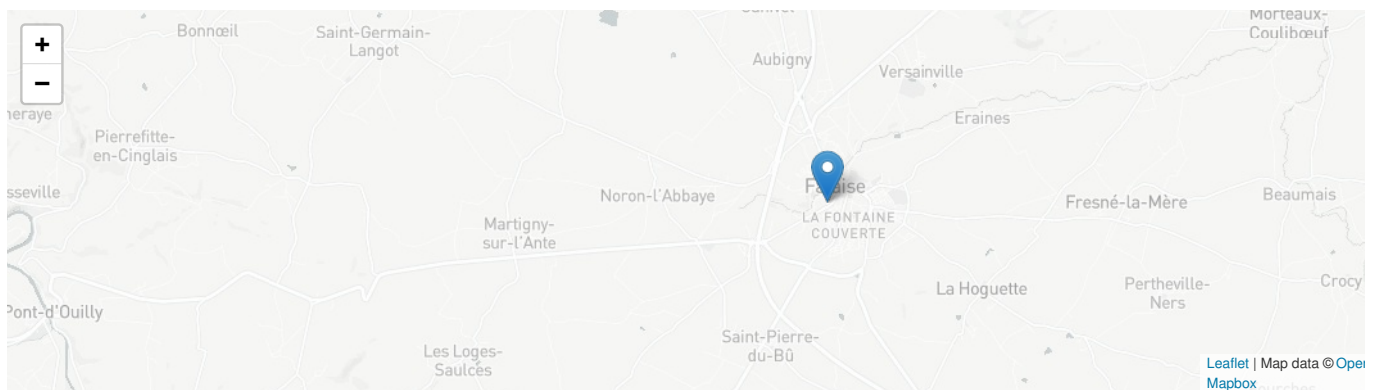 +
−
Bonnœil
Saint-Germain-
Langot
Aubigny
Versainville
Morteaux-
Coulibœuf
Eraines
Pierrefitte-
en-Cinglais
Noron-l'Abbaye
Falaise
LA FONTAINE
COUVERTE
Fresné-la-Mère
Beaumais
Martigny-
sur-l'Ante
La Hoguette
Pertheville-
Ners
Crocy
Pont-d'Ouilly
Saint-Pierre-
du-Bû
Les Loges-
Saulces
Leaflet | Map data © Open
Mapbox